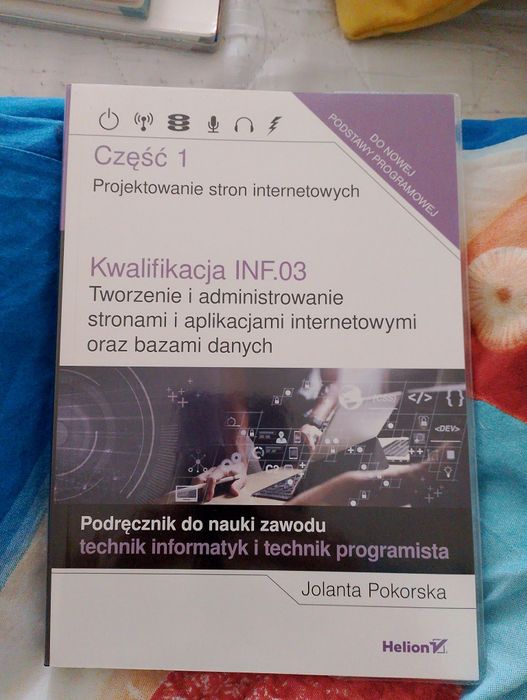 DO NOWEJ
PODSTAWY PROGRAMOWEJ
Część 1
Projektowanie stron internetowych
Kwalifikacja INF.03
Tworzenie i administrowanie
stronami i aplikacjami internetowymi
oraz bazami danych
{CSS}
</>
{}
<DEV>
Podręcznik do nauki zawodu
technik informatyk i technik programista
Jolanta Pokorska
Helion